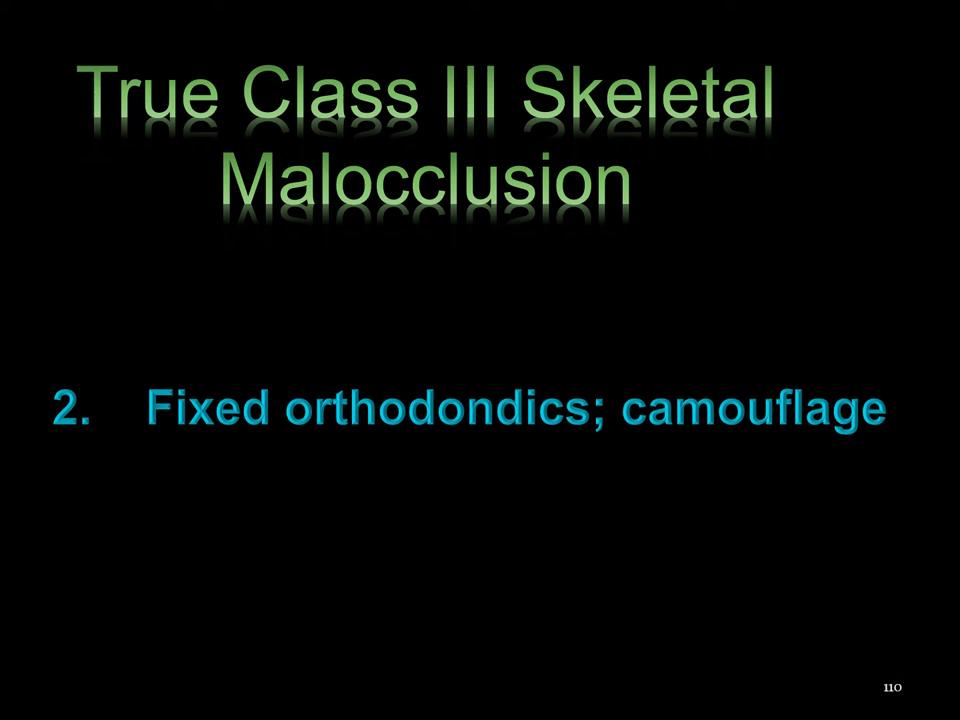 True Class III Skeletal
Malocclusion
2. Fixed orthodondics; camouflage
110